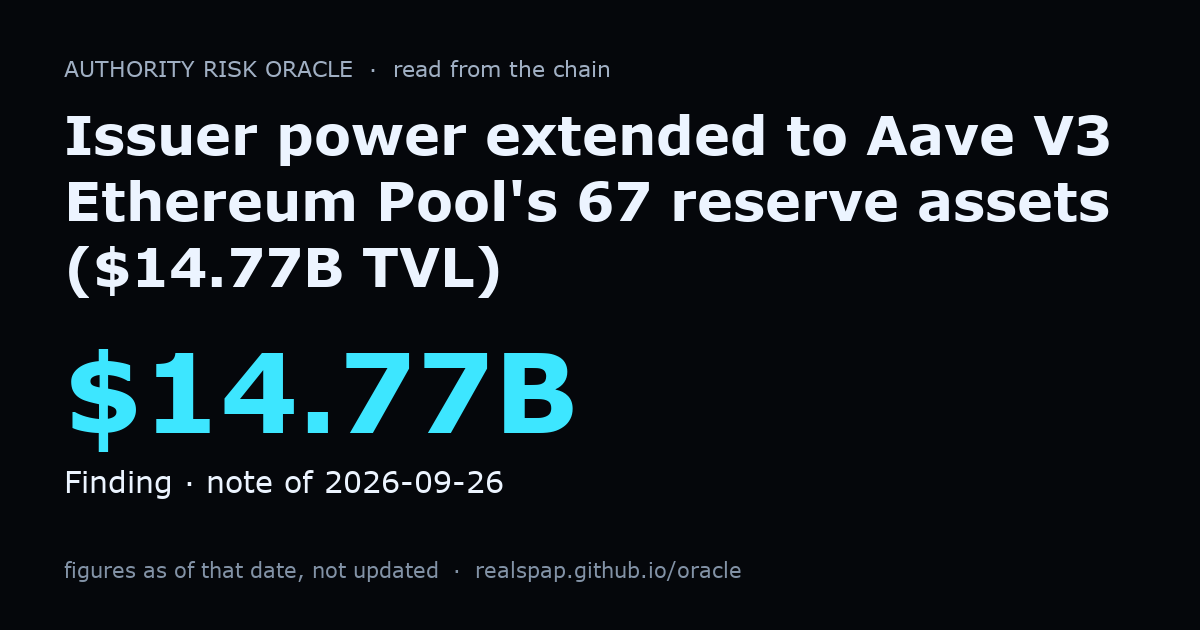 AUTHORITY RISK ORACLE · read from the chain
Issuer power extended to Aave V3
Ethereum Pool's 67 reserve assets
($14.77B TVL)
$14.77B
Finding · note of 2026-09-26
figures as of that date, not updated · realspap.github.io/oracle